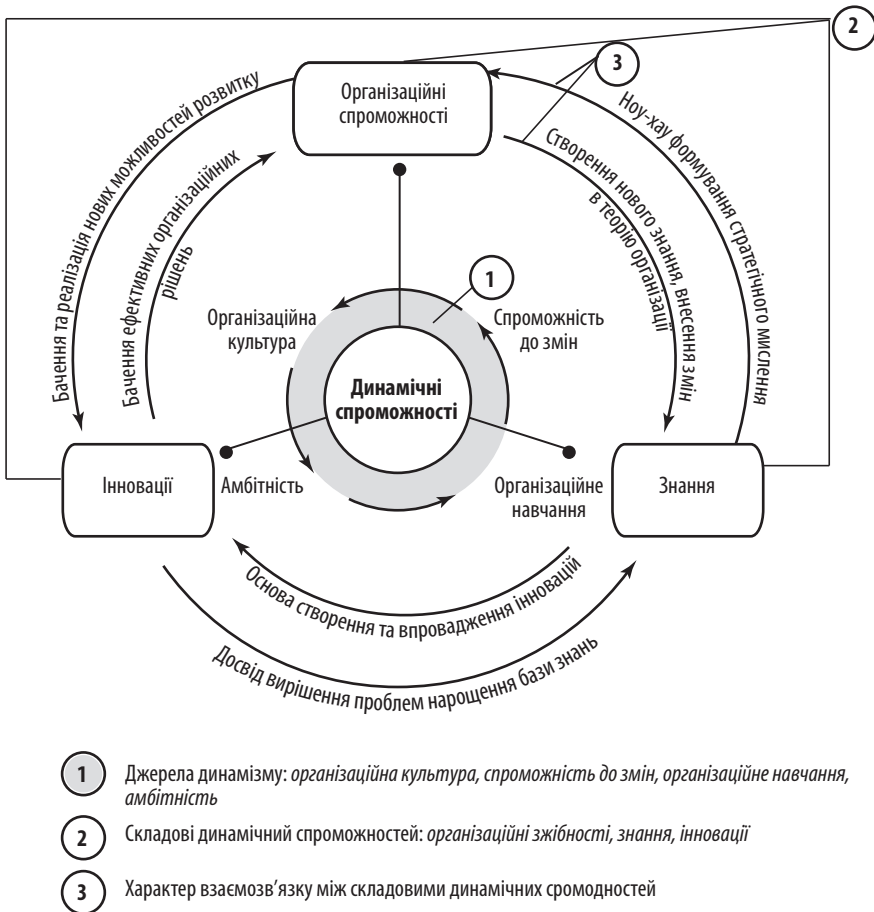 2
3
Організаційні
спроможності
Бачення та реалізація нових можливостей розвитку
Бачення ефективних організаційних
рішень
Ноу-хау формування стратегічного мислення
Створення нового знання, внесення змін
в теорію організації
1
Організаційна
культура
Спроможність
до змін
Динамічні
спроможності
Інновації
Амбітність
Організаційне
навчання
Знання
Основа створення та впровадження інновацій
Досвід вирішення проблем нарощення бази знань
1 Джерела динамізму: організаційна культура, спроможність до змін, організаційне навчання,
амбітність
2 Складові динамічний спроможностей: організаційні зжібності, знання, інновації
3 Характер взаємозв'язку між складовими динамічних сромодностей